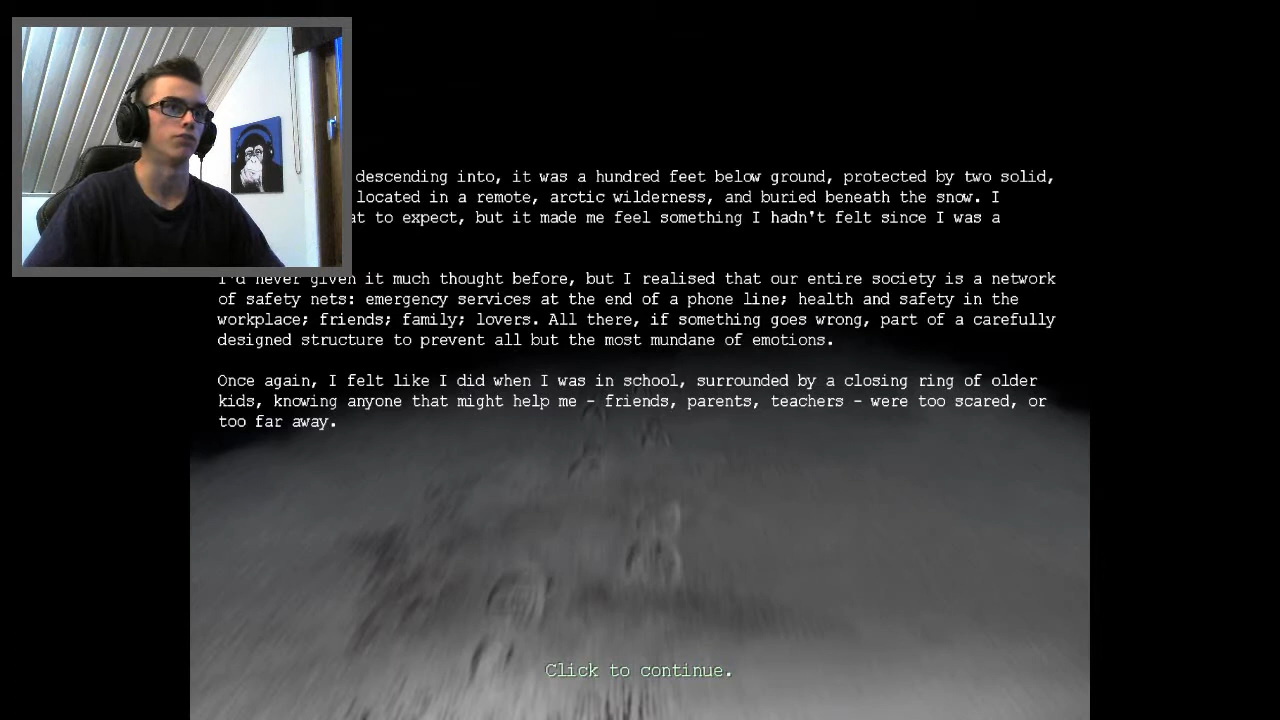 descending into, it was a hundred feet below ground, protected by two solid,
located in a remote, arctic wilderness, and buried beneath the snow. I
to expect, but it made me feel something I hadn't felt since I was a
I'd never given it much thought before, but I realised that our entire society is a network
of safety nets: emergency services at the end of a phone line; health and safety in the
workplace; friends; family; lovers. All there, if something goes wrong, part of a carefully
designed structure to prevent all but the most mundane of emotions.
Once again, I felt like I did when I was in school, surrounded by a closing ring of older
kids, knowing anyone that might help me - friends, parents, teachers - were too scared, or
too far away.
Click to continue.